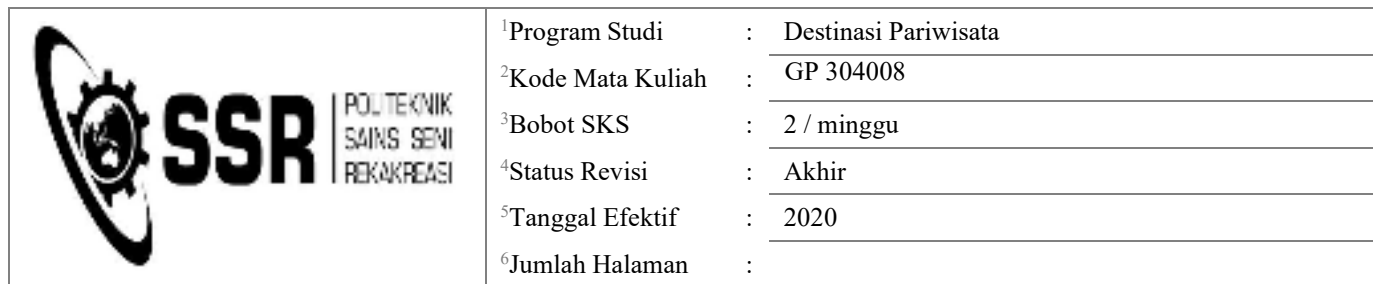 SSR
POLITEKNIK
SAINS SENI
REKAKREASI
1Program Studi : Destinasi Pariwisata
2Kode Mata Kuliah : GP 304008
3Bobot SKS : 2 / minggu
4Status Revisi : Akhir
5Tanggal Efektif : 2020
6Jumlah Halaman :